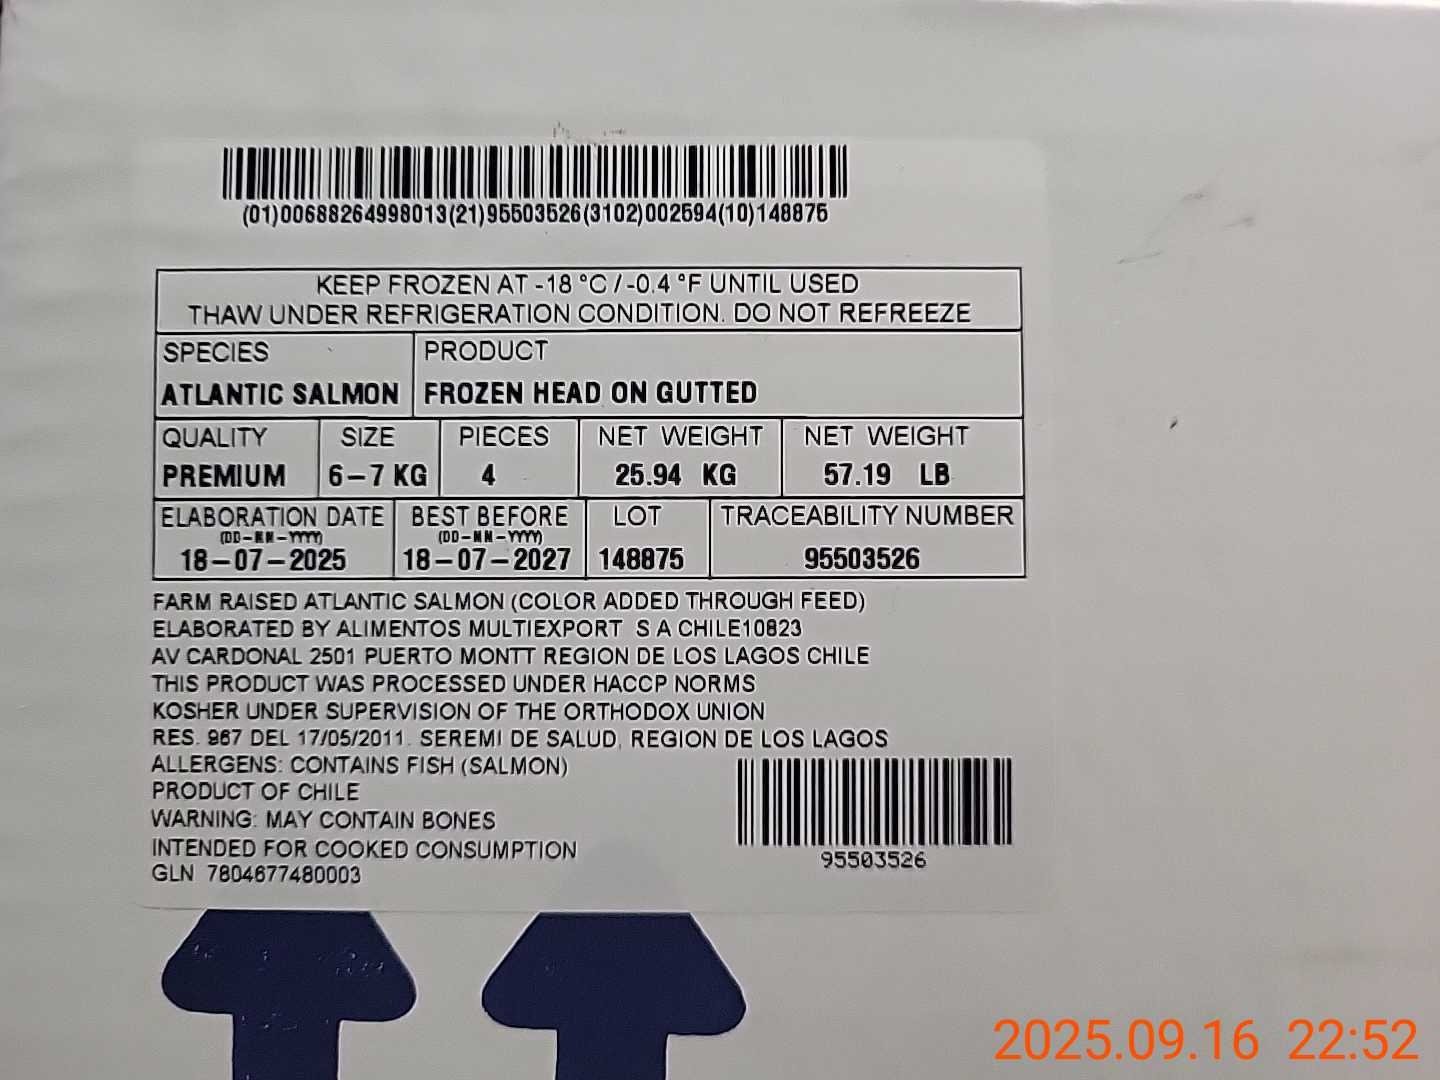 (01)00688264998013(21)95503526(3102)002594(10)148875
KEEP FROZEN AT -18 °C / -0.4 °F UNTIL USED
THAW UNDER REFRIGERATION CONDITION. DO NOT REFREEZE
SPECIES PRODUCT
ATLANTIC SALMON FROZEN HEAD ON GUTTED
QUALITY SIZE PIECES NET WEIGHT NET WEIGHT
PREMIUM 6-7 KG 4 25.94 KG 57.19 LB
ELABORATION DATE BEST BEFORE LOT TRACEABILITY NUMBER
(DD-MM-YYYY) (DD-MM-YYYY)
18-07-2025 18-07-2027 148875 95503526
FARM RAISED ATLANTIC SALMON (COLOR ADDED THROUGH FEED)
ELABORATED BY ALIMENTOS MULTIEXPORT S A CHILE10823
AV CARDONAL 2501 PUERTO MONTT REGION DE LOS LAGOS CHILE
THIS PRODUCT WAS PROCESSED UNDER HACCP NORMS
KOSHER UNDER SUPERVISION OF THE ORTHODOX UNION
RES. 967 DEL 17/05/2011. SEREMI DE SALUD, REGION DE LOS LAGOS
ALLERGENS: CONTAINS FISH (SALMON)
PRODUCT OF CHILE
WARNING: MAY CONTAIN BONES
INTENDED FOR COOKED CONSUMPTION
GLN 7804677480003
95503526
2025.09.16 22:52